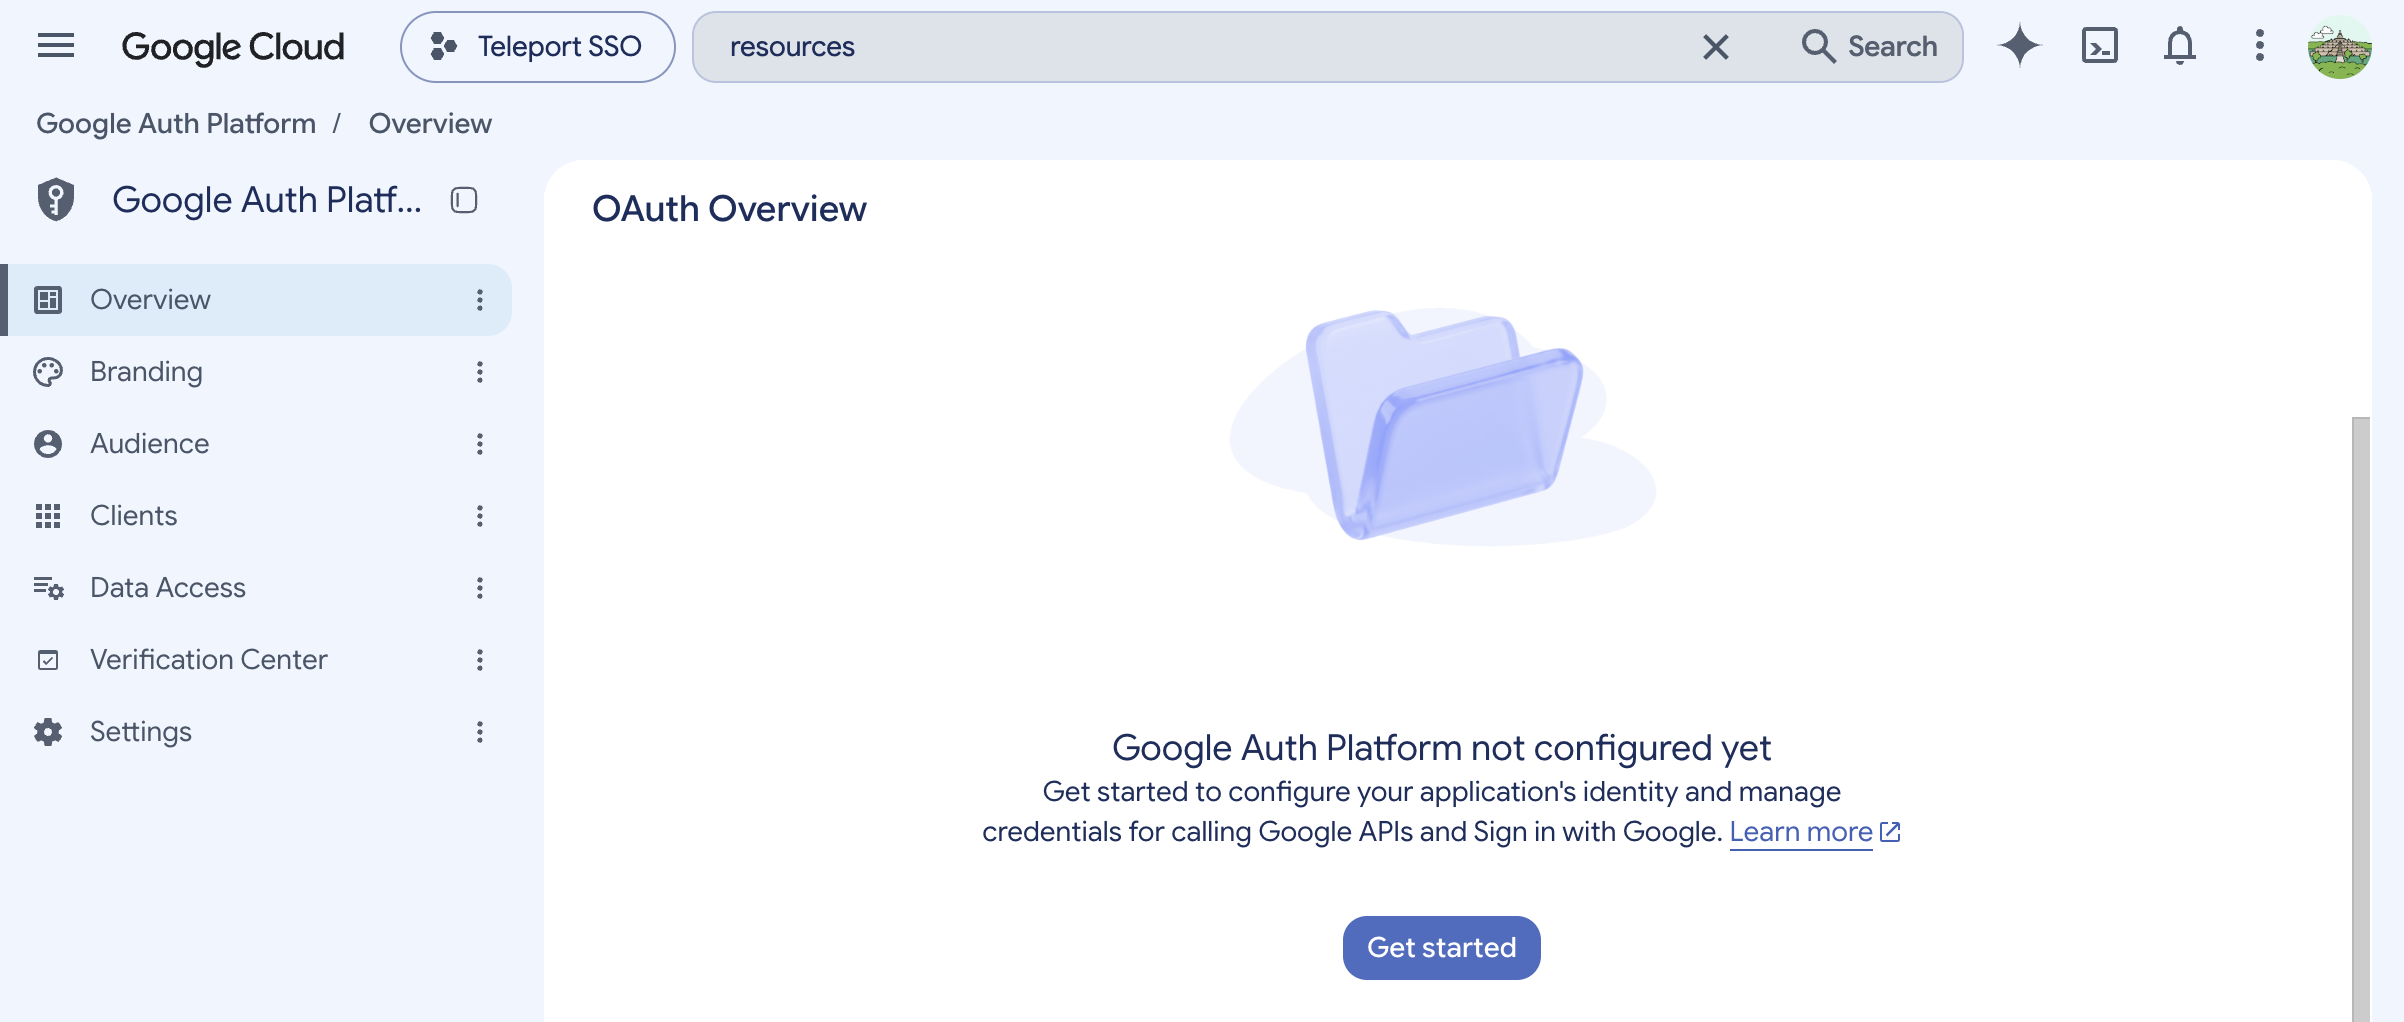 Google Cloud
Teleport SSO
resources
Search
Google Auth Platform / Overview
Google Auth Platf...
Overview
Branding
Audience
Clients
Data Access
Verification Center
Settings
OAuth Overview
Google Auth Platform not configured yet
Get started to configure your application's identity and manage
credentials for calling Google APIs and Sign in with Google. Learn more
Get started